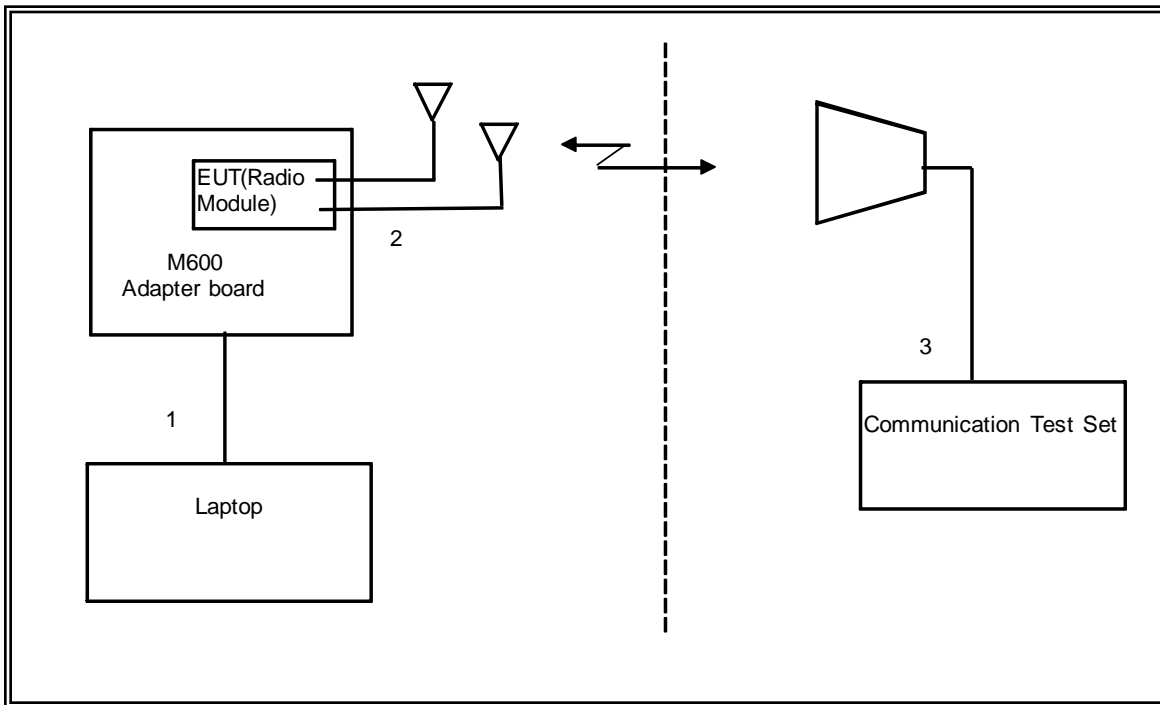 EUT(Radio
Module)
2
M600
Adapter board
1
Laptop
3
Communication Test Set